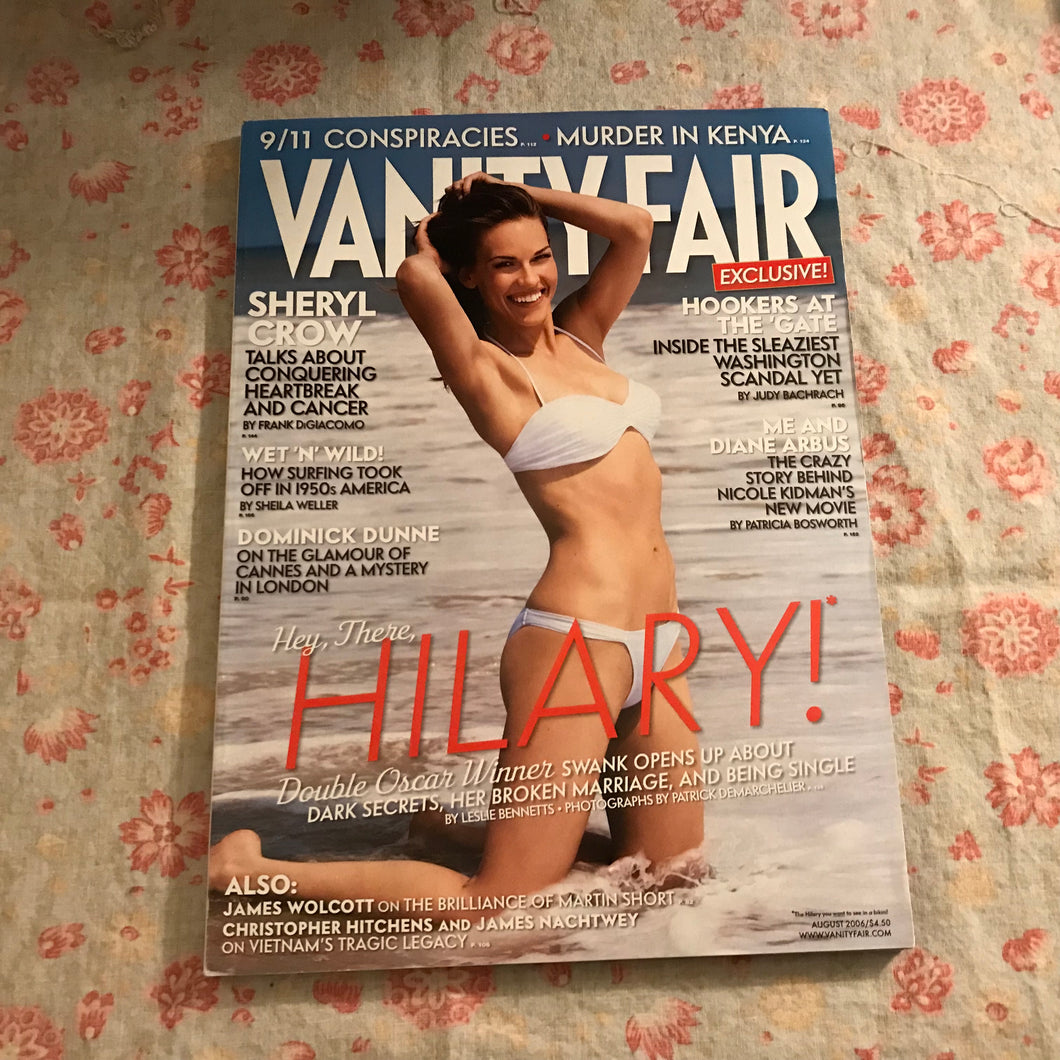 9/11 CONSPIRACIES P. 112 • MURDER IN KENYA P. 124
VANITY FAIR
EXCLUSIVE!
SHERYL
CROW
TALKS ABOUT
CONQUERING
HEARTBREAK
AND CANCER
BY FRANK DiGIACOMO
P. 144
WET 'N' WILD!
HOW SURFING TOOK
OFF IN 1950s AMERICA
BY SHEILA WELLER
DOMINICK DUNNE
ON THE GLAMOUR OF
CANNES AND A MYSTERY
IN LONDON
HOOKERS AT
THE 'GATE
INSIDE THE SLEAZIEST
WASHINGTON
SCANDAL YET
BY JUDY BACHRACH
P. 96
ME AND
DIANE ARBUS
THE CRAZY
STORY BEHIND
NICOLE KIDMAN'S
NEW MOVIE
BY PATRICIA BOSWORTH
Hey, There,
HILARY!*
Double Oscar Winner SWANK OPENS UP ABOUT
DARK SECRETS, HER BROKEN MARRIAGE, AND BEING SINGLE
BY LESLIE BENNETTS • PHOTOGRAPHS BY PATRICK DEMARCHELIER
ALSO:
JAMES WOLCOTT ON THE BRILLIANCE OF MARTIN SHORT
CHRISTOPHER HITCHENS AND JAMES NACHTWEY
ON VIETNAM'S TRAGIC LEGACY P. 106
*The Hilary you want to see in a bikini!
AUGUST 2006/$4.50
WWW.VANITYFAIR.COM